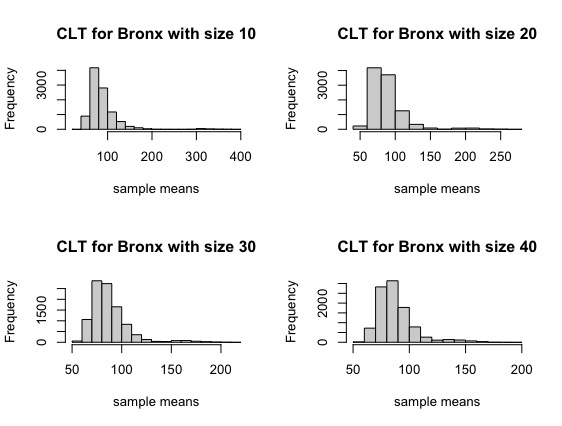 CLT for Bronx with size 10
Frequency
0
3000
100
200
300
400
sample means
CLT for Bronx with size 20
Frequency
0
3000
50
100
150
200
250
sample means
CLT for Bronx with size 30
Frequency
0
1500
50
100
150
200
sample means
CLT for Bronx with size 40
Frequency
0
2000
50
100
150
200
sample means